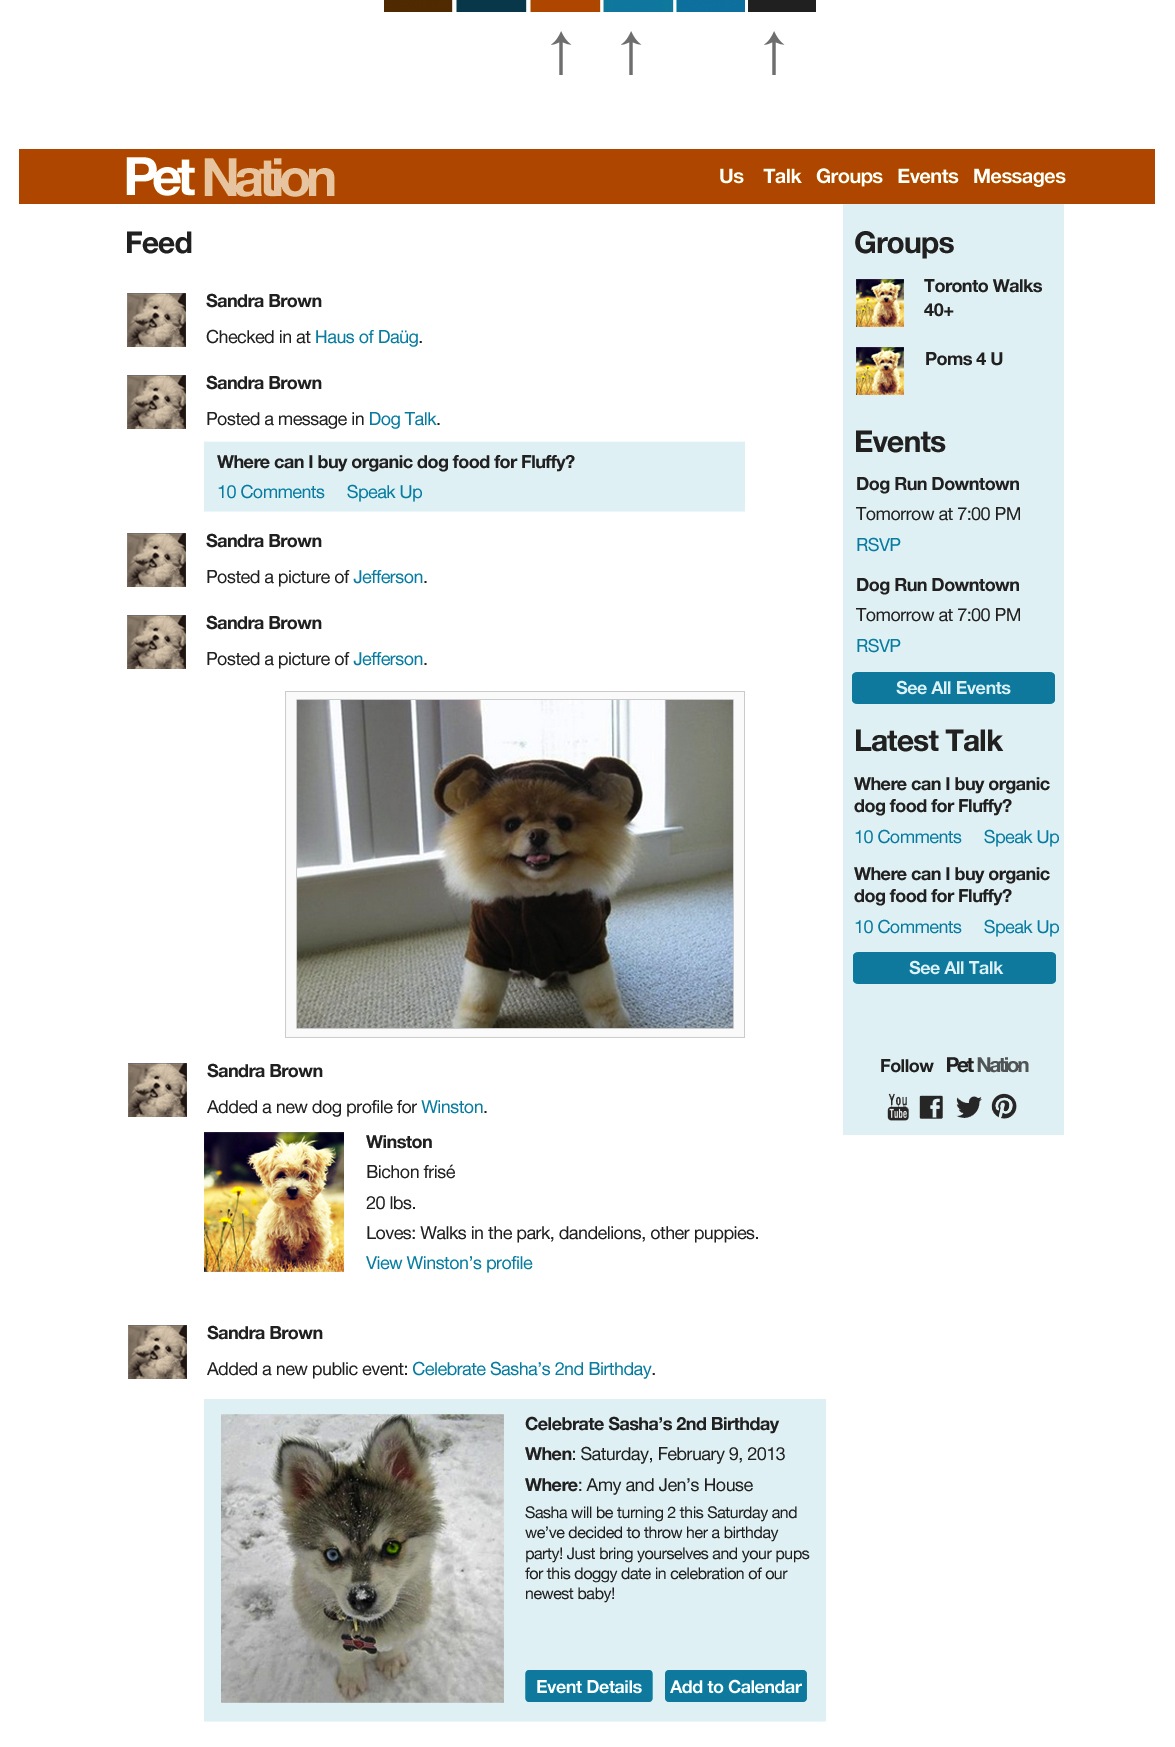 Pet Nation
Us Talk Groups Events Messages
Feed
Sandra Brown
Checked in at Haus of Daüg.
Sandra Brown
Posted a message in Dog Talk.
Where can I buy organic dog food for Fluffy?
10 Comments Speak Up
Sandra Brown
Posted a picture of Jefferson.
Sandra Brown
Posted a picture of Jefferson.
Sandra Brown
Added a new dog profile for Winston.
Winston
Bichon frisé
20 lbs.
Loves: Walks in the park, dandelions, other puppies.
View Winston's profile
Sandra Brown
Added a new public event: Celebrate Sasha's 2nd Birthday.
Celebrate Sasha's 2nd Birthday
When: Saturday, February 9, 2013
Where: Amy and Jen's House
Sasha will be turning 2 this Saturday and
we've decided to throw her a birthday
party! Just bring yourselves and your pups
for this doggy date in celebration of our
newest baby!
Event Details Add to Calendar
Groups
Toronto Walks
40+
Poms 4 U
Events
Dog Run Downtown
Tomorrow at 7:00 PM
RSVP
Dog Run Downtown
Tomorrow at 7:00 PM
RSVP
See All Events
Latest Talk
Where can I buy organic
dog food for Fluffy?
10 Comments Speak Up
Where can I buy organic
dog food for Fluffy?
10 Comments Speak Up
See All Talk
Follow Pet Nation
You
Tube